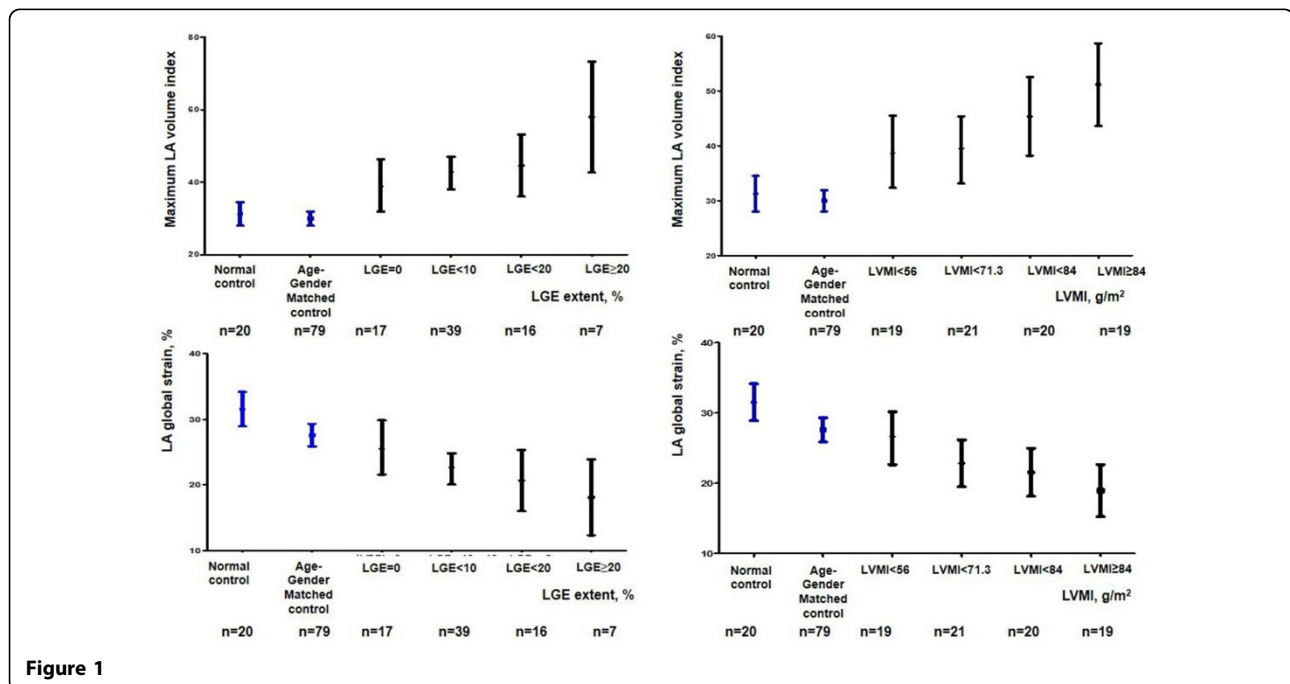 Maximum LA volume index
80
60
40
20
Normal control
Age-Gender Matched control
LGE=0
LGE<10
LGE<20
LGE≥20
LGE extent, %
n=20 n=79 n=17 n=39 n=16 n=7
Maximum LA volume index
60
50
40
30
20
Normal control
Age-Gender Matched control
LVMI<56
LVMI<71.3
LVMI<84
LVMI≥84
LVMI, g/m²
n=20 n=79 n=19 n=21 n=20 n=19
LA global strain, %
40
30
20
10
Normal control
Age-Gender Matched control
LGE=0
LGE<10
LGE<20
LGE≥20
LGE extent, %
n=20 n=79 n=17 n=39 n=16 n=7
LA global strain, %
40
30
20
10
Normal control
Age-Gender Matched control
LVMI<56
LVMI<71.3
LVMI<84
LVMI≥84
LVMI, g/m²
n=20 n=79 n=19 n=21 n=20 n=19
Figure 1